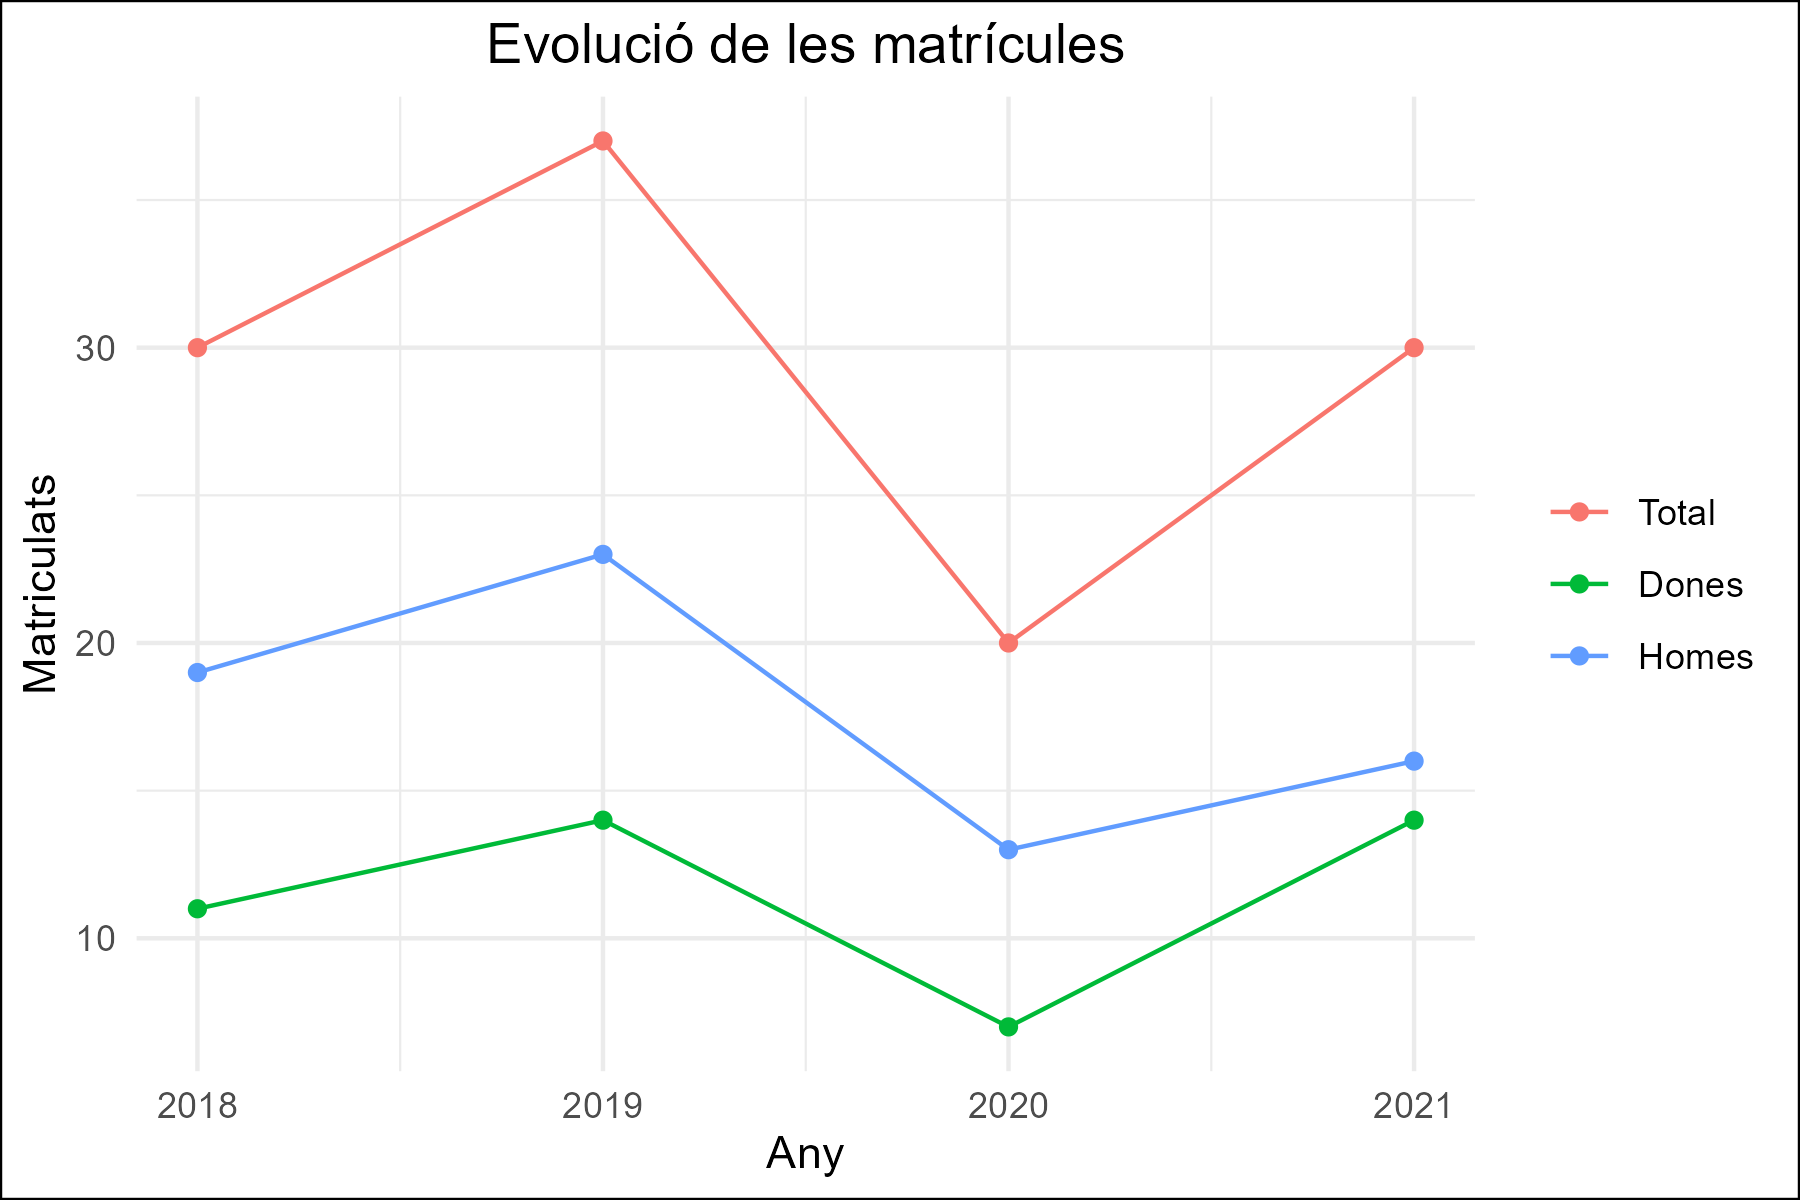 Evolució de les matrícules
Matriculats
30
20
10
2018
2019
2020
2021
Any
Total
Dones
Homes